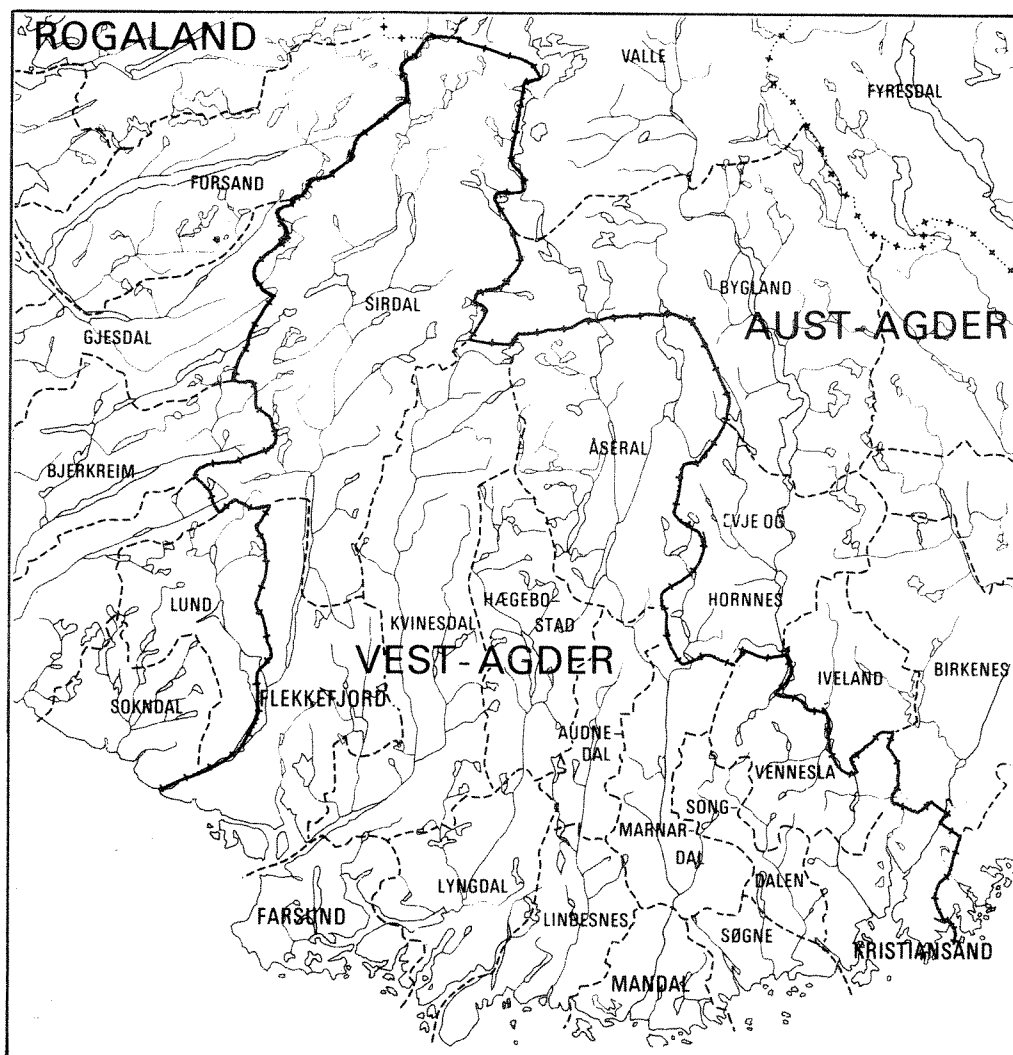 ROGALAND
VALLE
FYRESDAL
FORSAND
BYGLAND
SIRDAL
AUST-AGDER
GJESDAL
ÅSERAL
BJERKREIM
EVJE OG
HORNNES
HÆGEBO-
STAD
LUND
KVINESDAL
VEST-AGDER
IVELAND
BIRKENES
SOKNDAL
FLEKKEFJORD
AUDNE-
DAL
VENNESLA
SONG-
DALEN
MARNAR-
DAL
LYNGDAL
FARSUND
LINDESNES
SØGNE
KRISTIANSAND
MANDAL